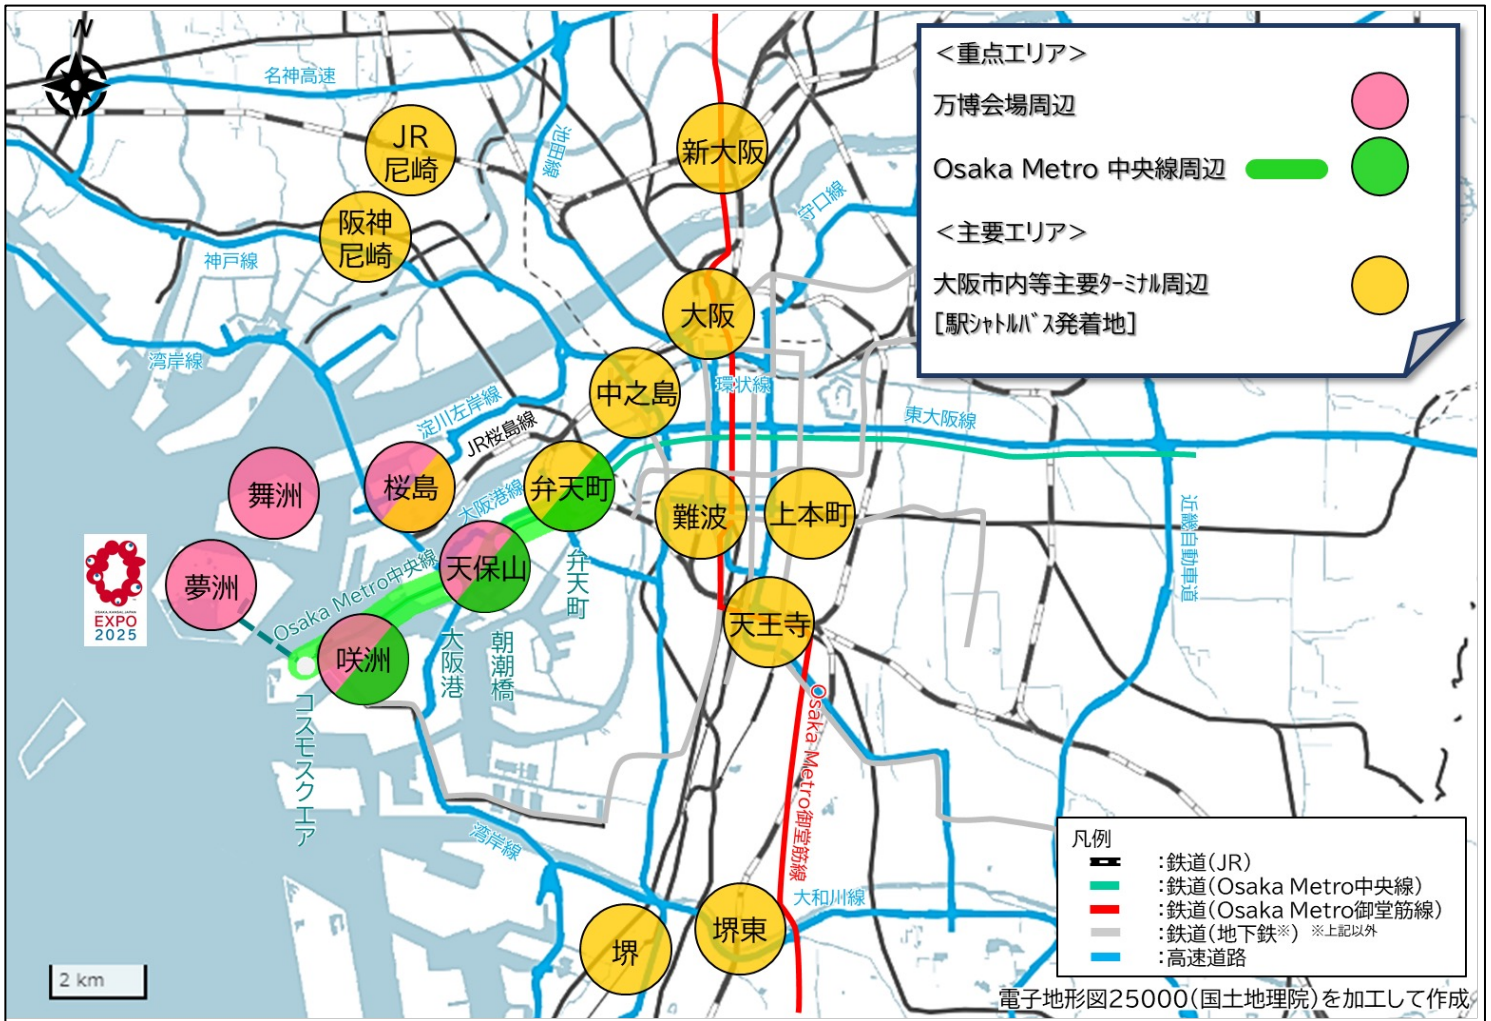 N
<重点エリア>
万博会場周辺
Osaka Metro 中央線周辺
<主要エリア>
大阪市内等主要ﾀｰﾐﾅﾙ周辺
[駅ｼｬﾄﾙﾊﾞｽ発着地]
名神高速
JR
尼崎
池田線
新大阪
守口線
阪神
尼崎
神戸線
大阪
湾岸線
環状線
中之島
淀川左岸線
JR桜島線
東大阪線
舞洲
桜島
大阪港線
弁天町
難波
上本町
近畿自動車道
OSAKA, KANSAI, JAPAN
EXPO
2025
夢洲
Osaka Metro中央線
天保山
弁天町
天王寺
咲洲
大阪港
朝潮橋
コスモスクエア
Osaka Metro御堂筋線
湾岸線
大和川線
堺
堺東
2 km
凡例
:鉄道(JR)
:鉄道(Osaka Metro中央線)
:鉄道(Osaka Metro御堂筋線)
:鉄道(地下鉄※) ※上記以外
:高速道路
電子地形図25000(国土地理院)を加工して作成